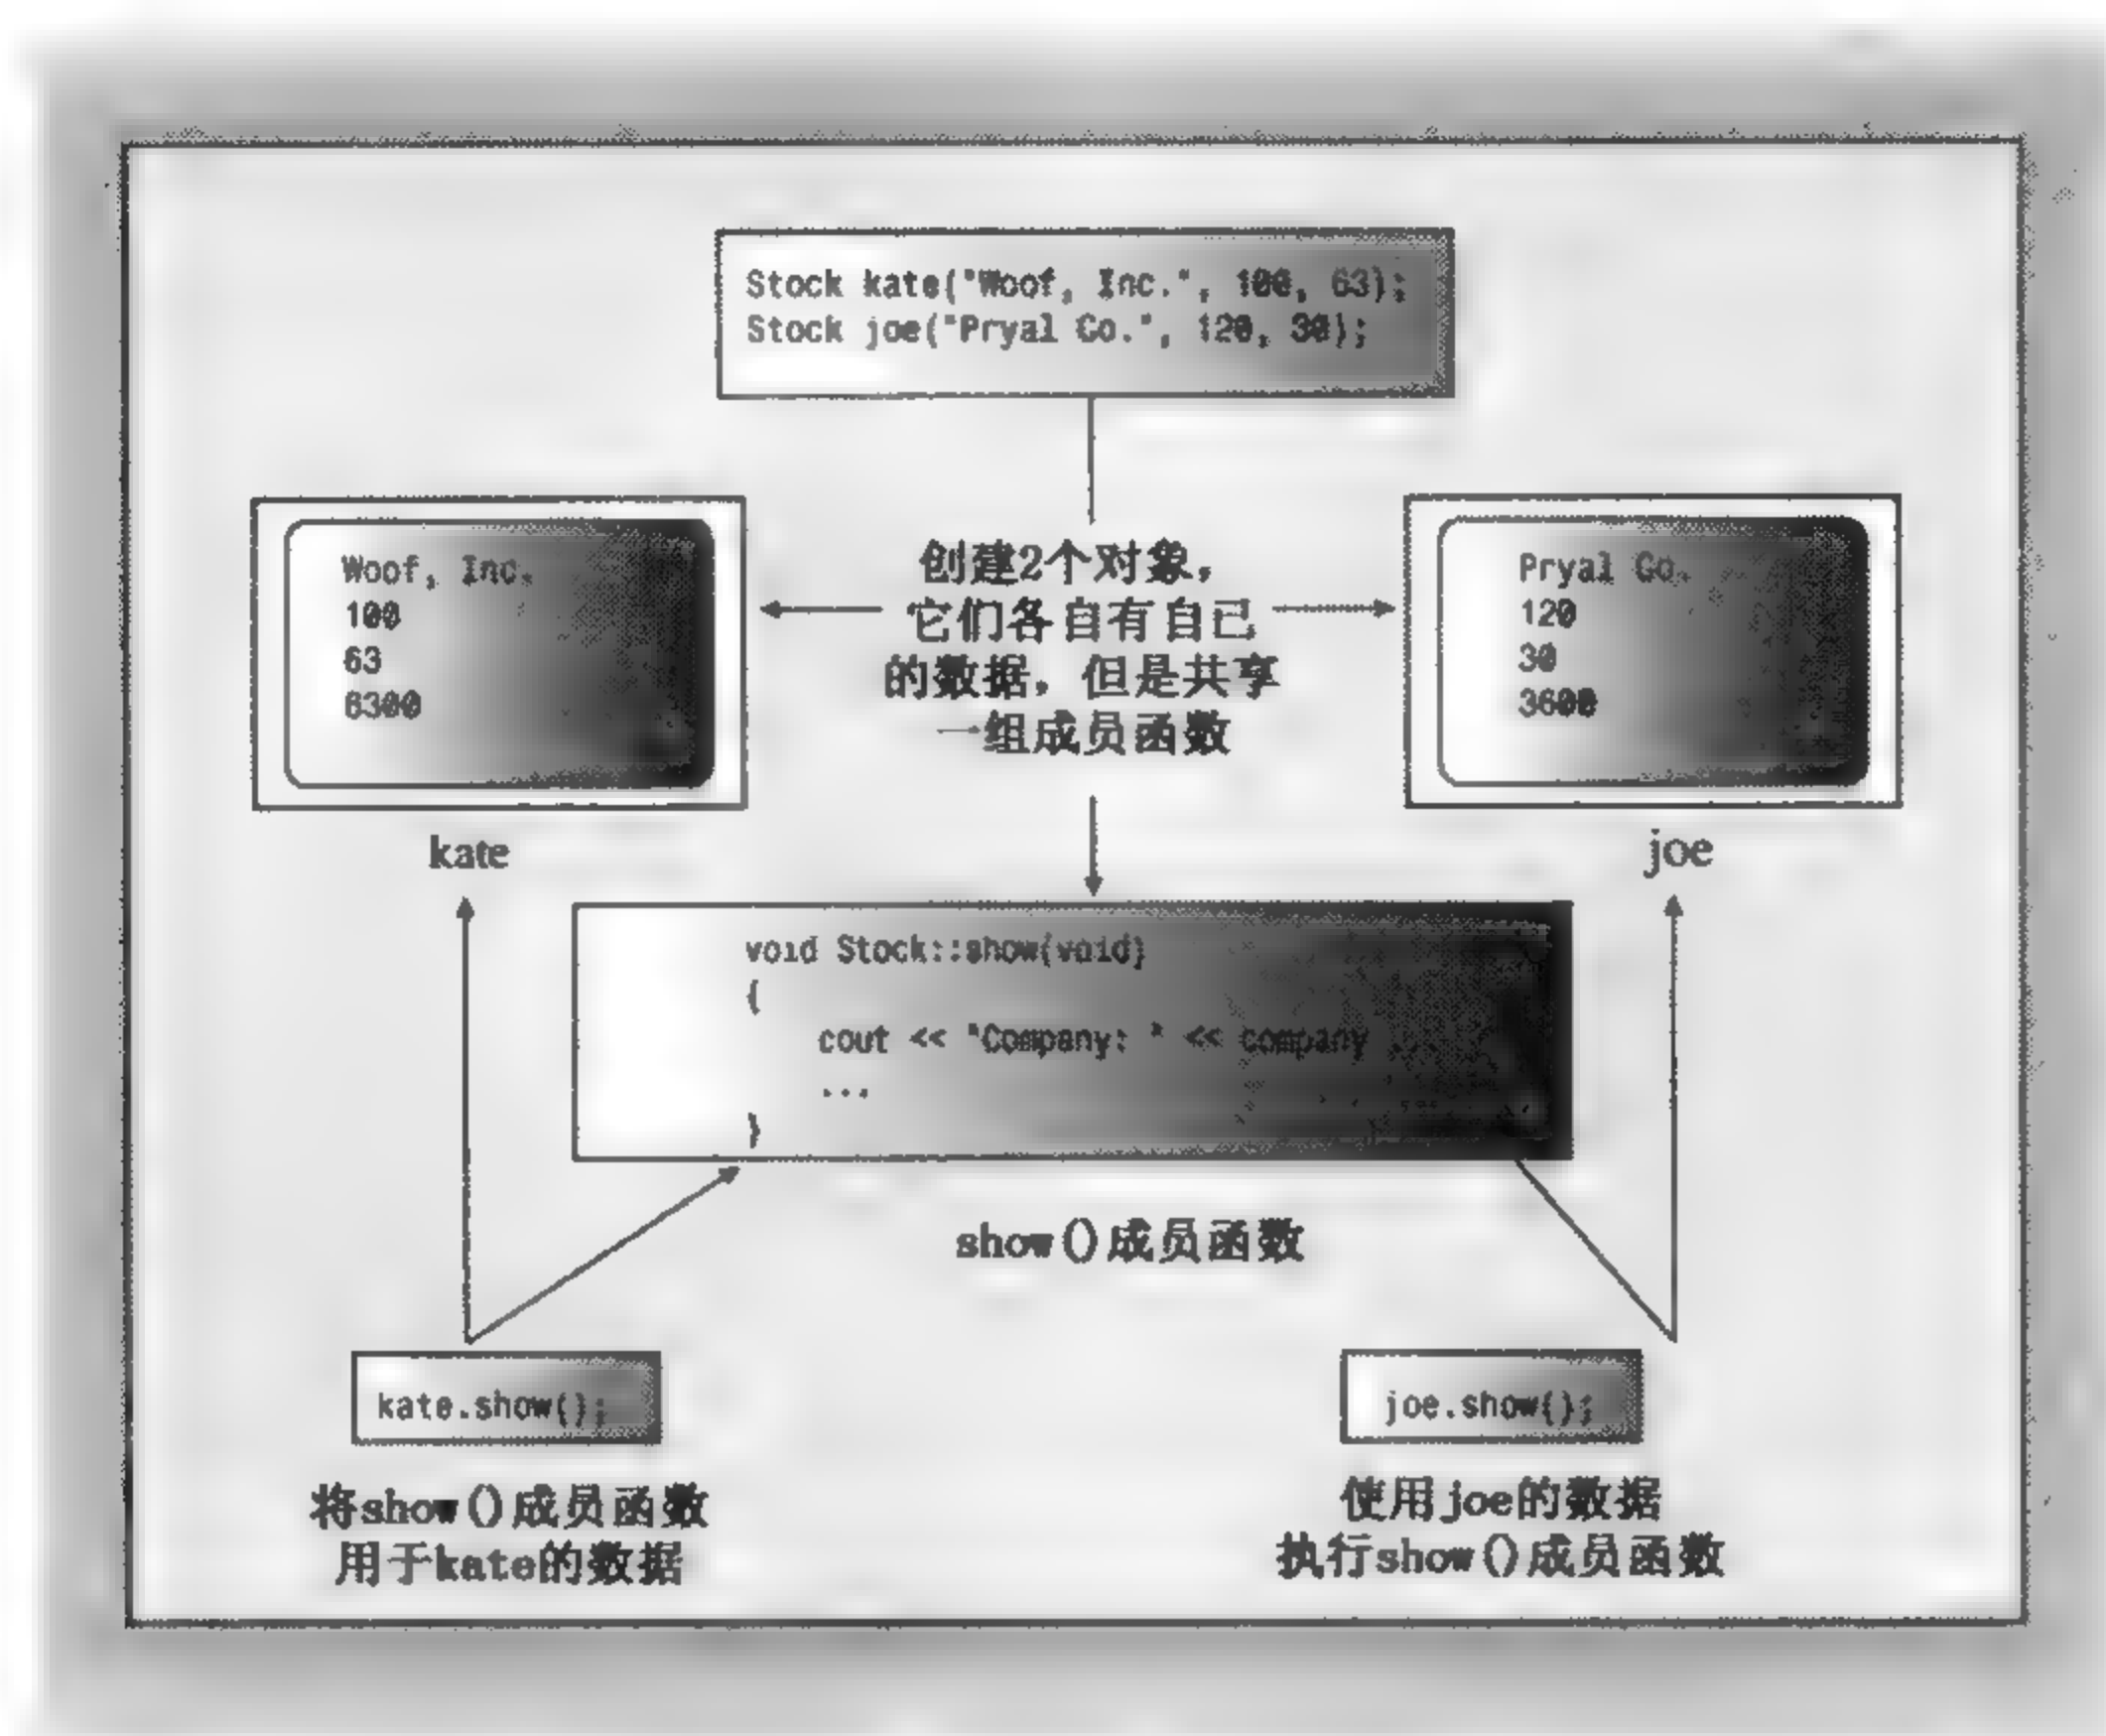 Stock kate("Woof, Inc.", 100, 63);
Stock joe("Pryal Co.", 120, 30);
创建2个对象，
它们各自有自己
的数据，但是共享
一组成员函数
Woof, Inc.
100
63
6300
kate
Pryal Co.
120
30
3600
joe
void Stock::show(void)
{
cout << "Company: " << company
...
}
show()成员函数
kate.show();
将show()成员函数
用于kate的数据
joe.show();
使用joe的数据
执行show()成员函数